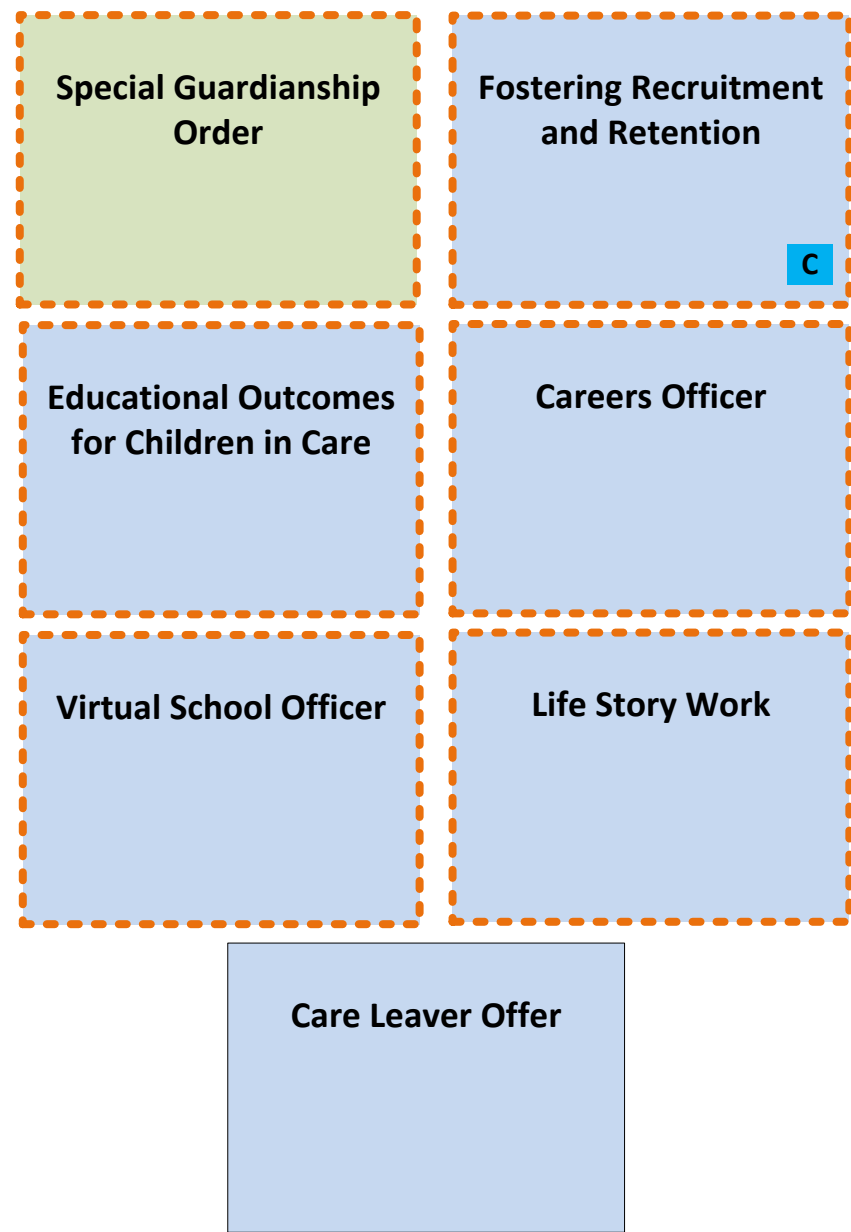 Special Guardianship
Order
Fostering Recruitment
and Retention
C
Educational Outcomes
for Children in Care
Careers Officer
Virtual School Officer
Life Story Work
Care Leaver Offer